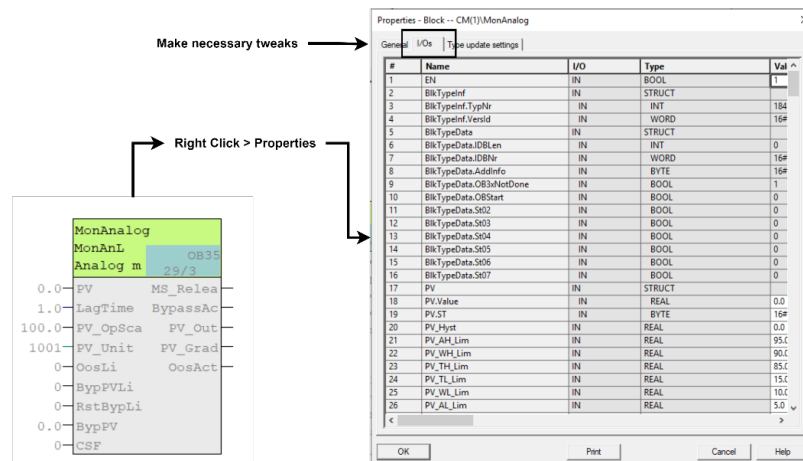 Properties - Block -- CM(1)\MonAnalog
Make necessary tweaks
General I/Os Type update settings
# Name I/O Type Val
1 EN IN BOOL 1
2 BlkTypeInf IN STRUCT
3 BlkTypeInf.TypNr IN INT 184
4 BlkTypeInf.VersId IN WORD 16#
5 BlkTypeData IN STRUCT
6 BlkTypeData.IDBLen IN INT 0
7 BlkTypeData.IDBNr IN WORD 16#
8 BlkTypeData.AddInfo IN BYTE 16#
9 BlkTypeData.OB3xNotDone IN BOOL 1
10 BlkTypeData.OBStart IN BOOL 0
11 BlkTypeData.St02 IN BOOL 0
12 BlkTypeData.St03 IN BOOL 0
13 BlkTypeData.St04 IN BOOL 0
14 BlkTypeData.St05 IN BOOL 0
15 BlkTypeData.St06 IN BOOL 0
16 BlkTypeData.St07 IN BOOL 0
17 PV IN STRUCT
18 PV.Value IN REAL 0.0
19 PV.ST IN BYTE 16#
20 PV_Hyst IN REAL 0.0
21 PV_AH_Lim IN REAL 95.0
22 PV_WH_Lim IN REAL 90.0
23 PV_TH_Lim IN REAL 85.0
24 PV_TL_Lim IN REAL 15.0
25 PV_WL_Lim IN REAL 10.0
26 PV_AL_Lim IN REAL 5.0
OK Print Cancel Help
Right Click > Properties
MonAnalog
MonAnL OB35
Analog m 29/3
0.0 PV MS_Relea
1.0 LagTime BypassAc
100.0 PV_OpSca PV_Out
1001 PV_Unit PV_Grad
0 OosLi OosAct
0 BypPVLi
0 RstBypLi
0.0 BypPV
0 CSF